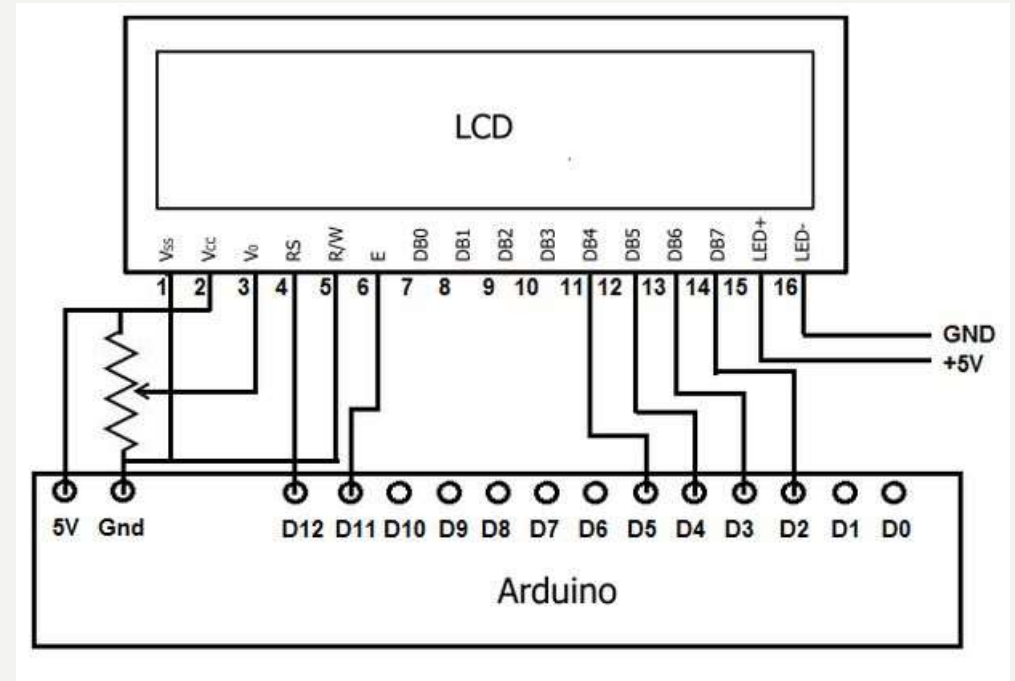 LCD
Vss Vcc V₀ RS R/W E DB0 DB1 DB2 DB3 DB4 DB5 DB6 DB7 LED+ LED-
1 2 3 4 5 6 7 8 9 10 11 12 13 14 15 16
GND
+5V
5V Gnd D12 D11 D10 D9 D8 D7 D6 D5 D4 D3 D2 D1 D0
Arduino